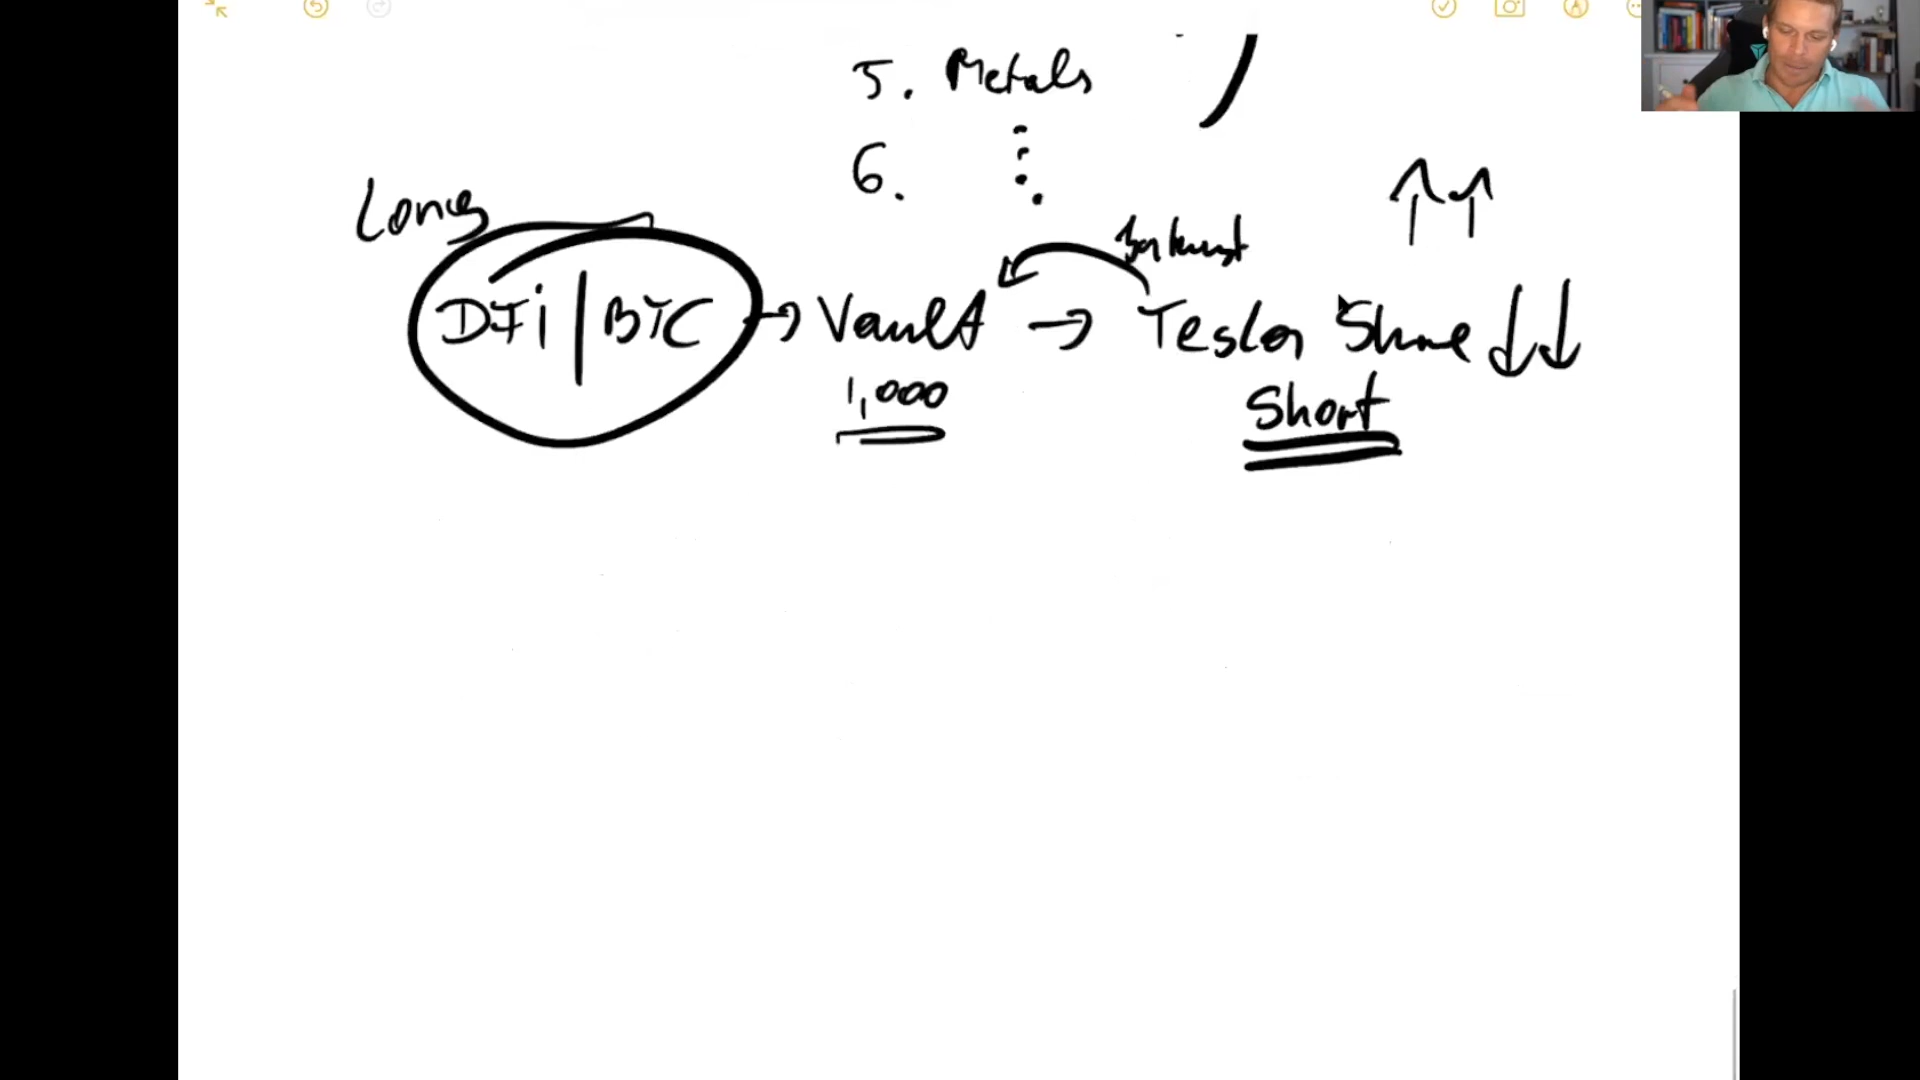 5. Metals
6.
Long
DFi | BTC → Vault → Tesla Share ↓↓
1,000
Short